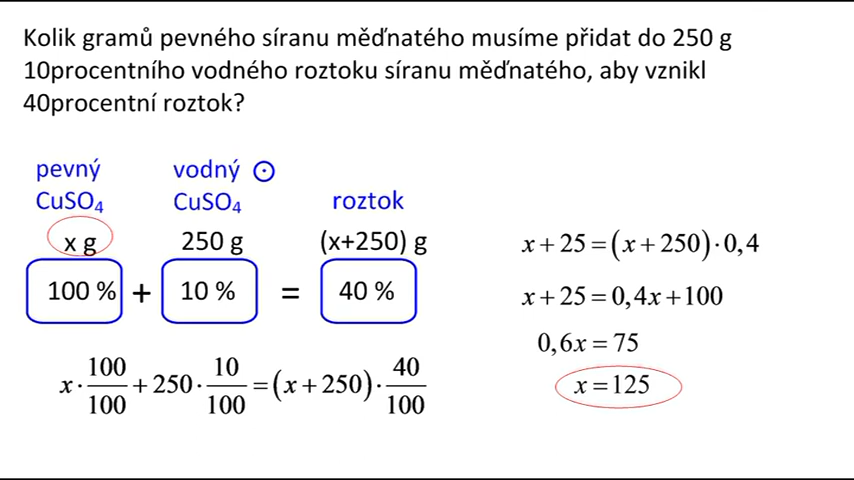 Kolik gramů pevného síranu měďnatého musíme přidat do 250 g
10procentního vodného roztoku síranu měďnatého, aby vznikl
40procentní roztok?
pevný vodný ⊙
CuSO₄ CuSO₄ roztok
x g 250 g (x+250) g
100 % + 10 % = 40 %
x · 100/100 + 250 · 10/100 = (x + 250) · 40/100
x + 25 = (x + 250) · 0,4
x + 25 = 0,4x + 100
0,6x = 75
x = 125